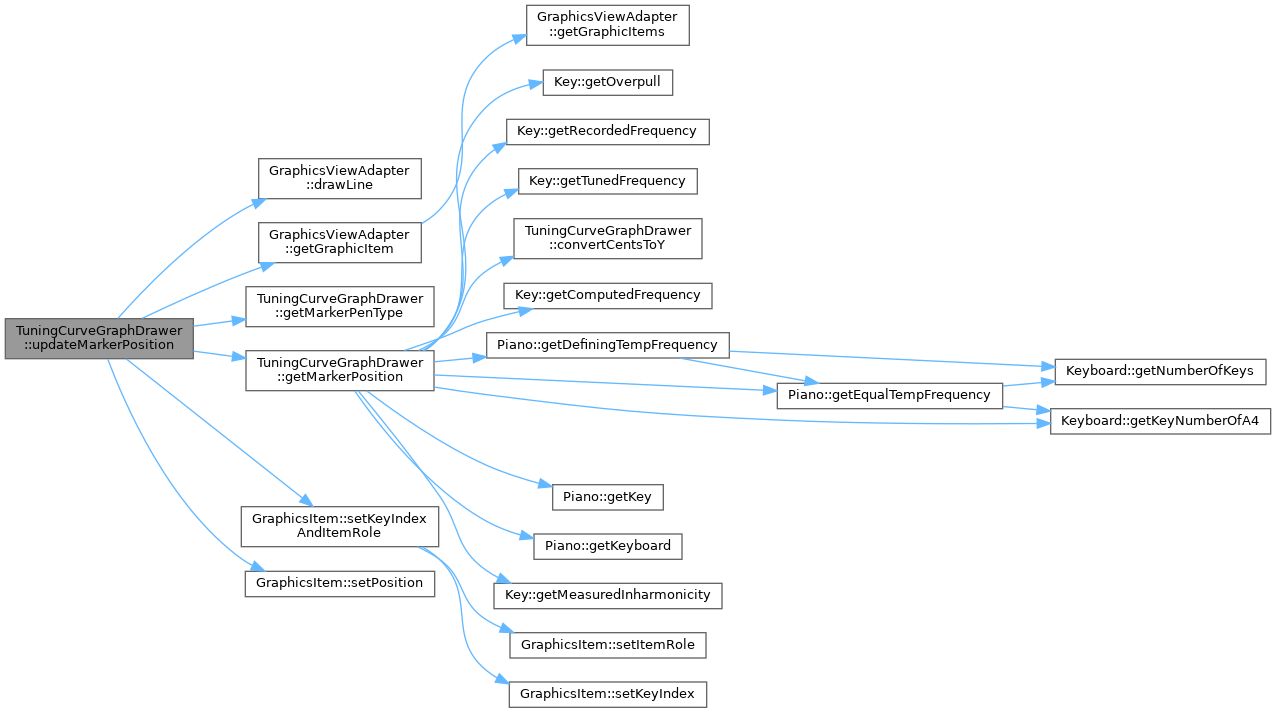 TuningCurveGraphDrawer
::updateMarkerPosition
GraphicsViewAdapter
::drawLine
GraphicsViewAdapter
::getGraphicItem
TuningCurveGraphDrawer
::getMarkerPenType
TuningCurveGraphDrawer
::getMarkerPosition
GraphicsItem::setKeyIndex
AndItemRole
GraphicsItem::setPosition
GraphicsViewAdapter
::getGraphicItems
Key::getOverpull
Key::getRecordedFrequency
Key::getTunedFrequency
TuningCurveGraphDrawer
::convertCentsToY
Key::getComputedFrequency
Piano::getDefiningTempFrequency
Piano::getEqualTempFrequency
Keyboard::getNumberOfKeys
Keyboard::getKeyNumberOfA4
Piano::getKey
Piano::getKeyboard
Key::getMeasuredInharmonicity
GraphicsItem::setItemRole
GraphicsItem::setKeyIndex